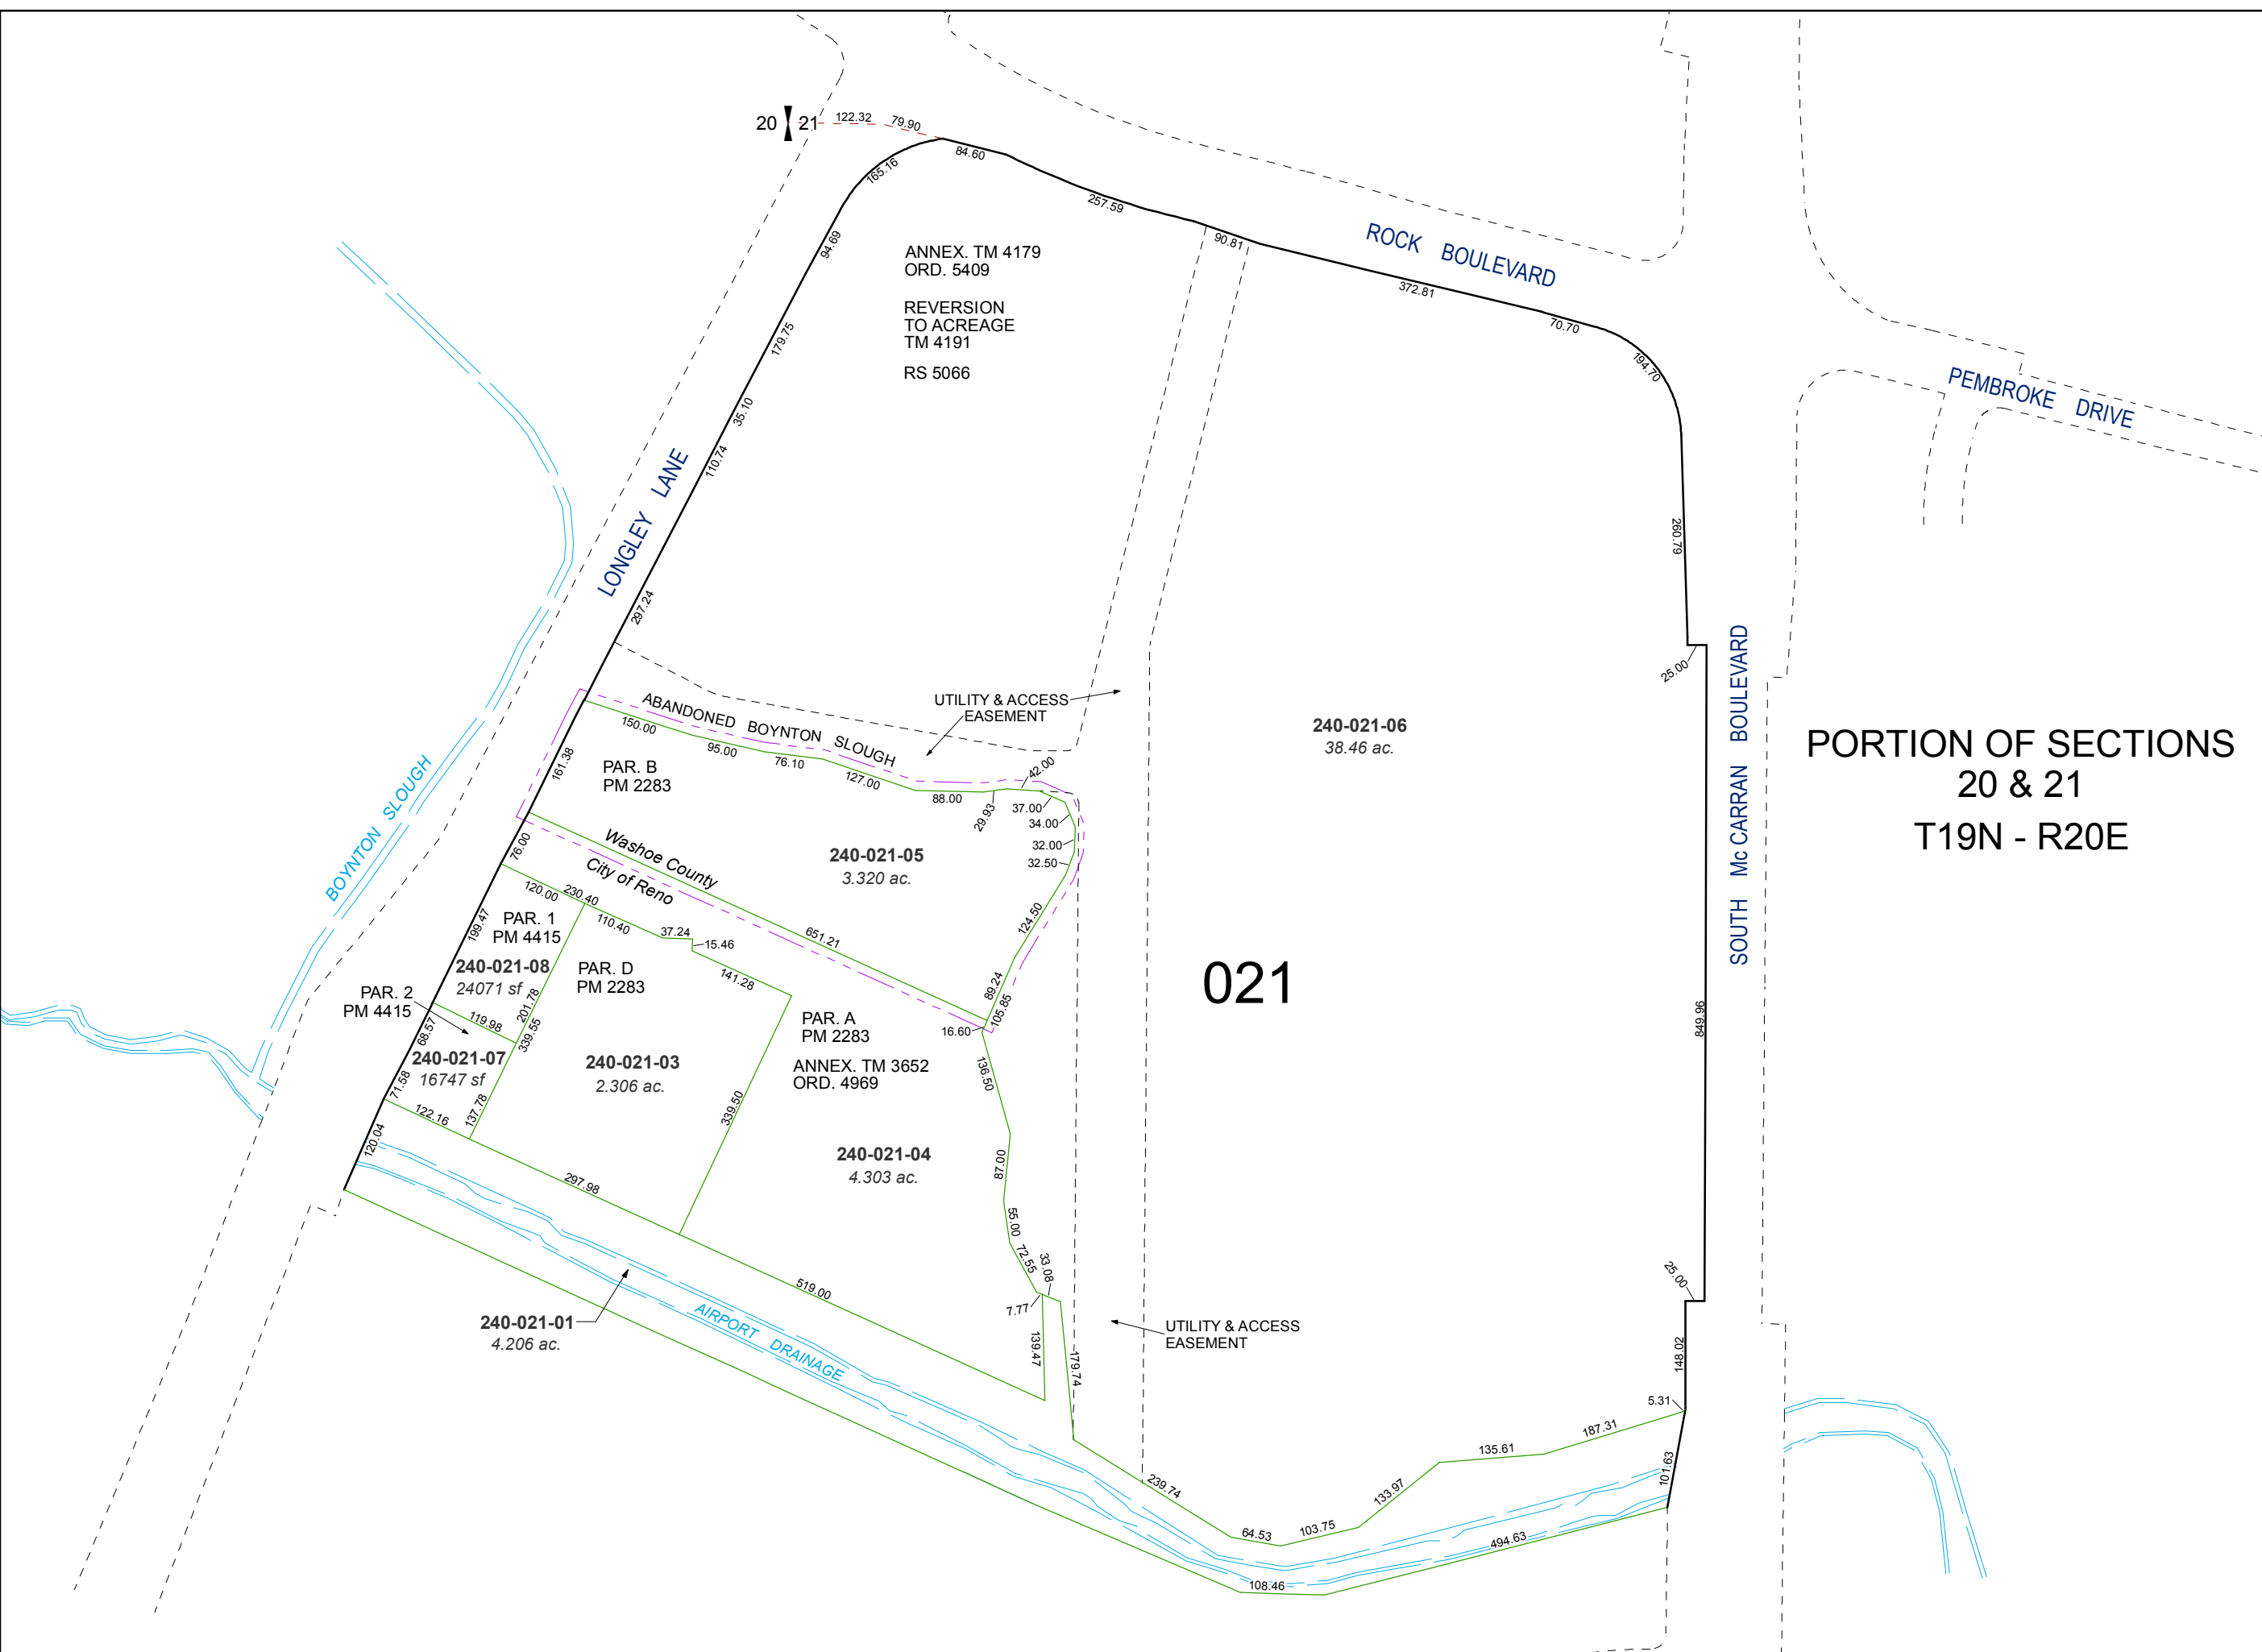 20 21
122.32
79.90
84.60
165.16
257.59
90.81
94.69
ROCK BOULEVARD
372.81
70.70
194.70
ANNEX. TM 4179
ORD. 5409
REVERSION
TO ACREAGE
TM 4191
RS 5066
179.75
35.10
110.74
PEMBROKE DRIVE
LONGLEY LANE
297.24
260.79
25.00
SOUTH Mc CARRAN BOULEVARD
UTILITY & ACCESS
EASEMENT
240-021-06
38.46 ac.
PORTION OF SECTIONS
20 & 21
T19N - R20E
ABANDONED BOYNTON SLOUGH
150.00
95.00
76.10
127.00
88.00
29.93
42.00
37.00
34.00
32.00
32.50
161.38
PAR. B
PM 2283
BOYNTON SLOUGH
76.00
Washoe County
City of Reno
240-021-05
3.320 ac.
124.50
651.21
89.24
105.85
16.60
120.00
230.40
110.40
37.24
15.46
141.28
199.47
PAR. 1
PM 4415
240-021-08
24071 sf
PAR. D
PM 2283
201.78
339.55
PAR. 2
PM 4415
119.98
68.57
240-021-07
16747 sf
71.58
122.16
137.78
240-021-03
2.306 ac.
339.50
PAR. A
PM 2283
ANNEX. TM 3652
ORD. 4969
240-021-04
4.303 ac.
021
849.96
136.50
87.00
55.00
72.55
33.08
7.77
139.47
179.74
120.04
297.98
519.00
240-021-01
4.206 ac.
AIRPORT DRAINAGE
UTILITY & ACCESS
EASEMENT
25.00
148.02
5.31
187.31
135.61
133.97
103.75
64.53
239.74
101.63
494.63
108.46